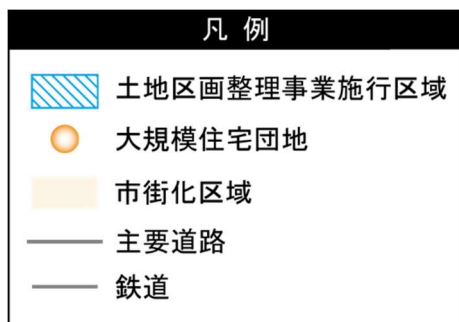 凡 例
土地区画整理事業施行区域
大規模住宅団地
市街化区域
主要道路
鉄道